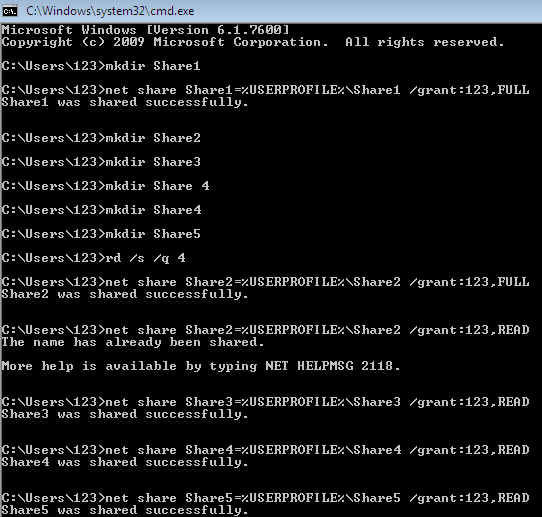 C:\Windows\system32\cmd.exe
Microsoft Windows [Version 6.1.7600]
Copyright (c) 2009 Microsoft Corporation.  All rights reserved.
C:\Users\123>mkdir Share1
C:\Users\123>net share Share1=%USERPROFILE%\Share1 /grant:123,FULL
Share1 was shared successfully.
C:\Users\123>mkdir Share2
C:\Users\123>mkdir Share3
C:\Users\123>mkdir Share 4
C:\Users\123>mkdir Share4
C:\Users\123>mkdir Share5
C:\Users\123>rd /s /q 4
C:\Users\123>net share Share2=%USERPROFILE%\Share2 /grant:123,FULL
Share2 was shared successfully.
C:\Users\123>net share Share2=%USERPROFILE%\Share2 /grant:123,READ
The name has already been shared.
More help is available by typing NET HELPMSG 2118.
C:\Users\123>net share Share3=%USERPROFILE%\Share3 /grant:123,READ
Share3 was shared successfully.
C:\Users\123>net share Share4=%USERPROFILE%\Share4 /grant:123,READ
Share4 was shared successfully.
C:\Users\123>net share Share5=%USERPROFILE%\Share5 /grant:123,READ
Share5 was shared successfully.